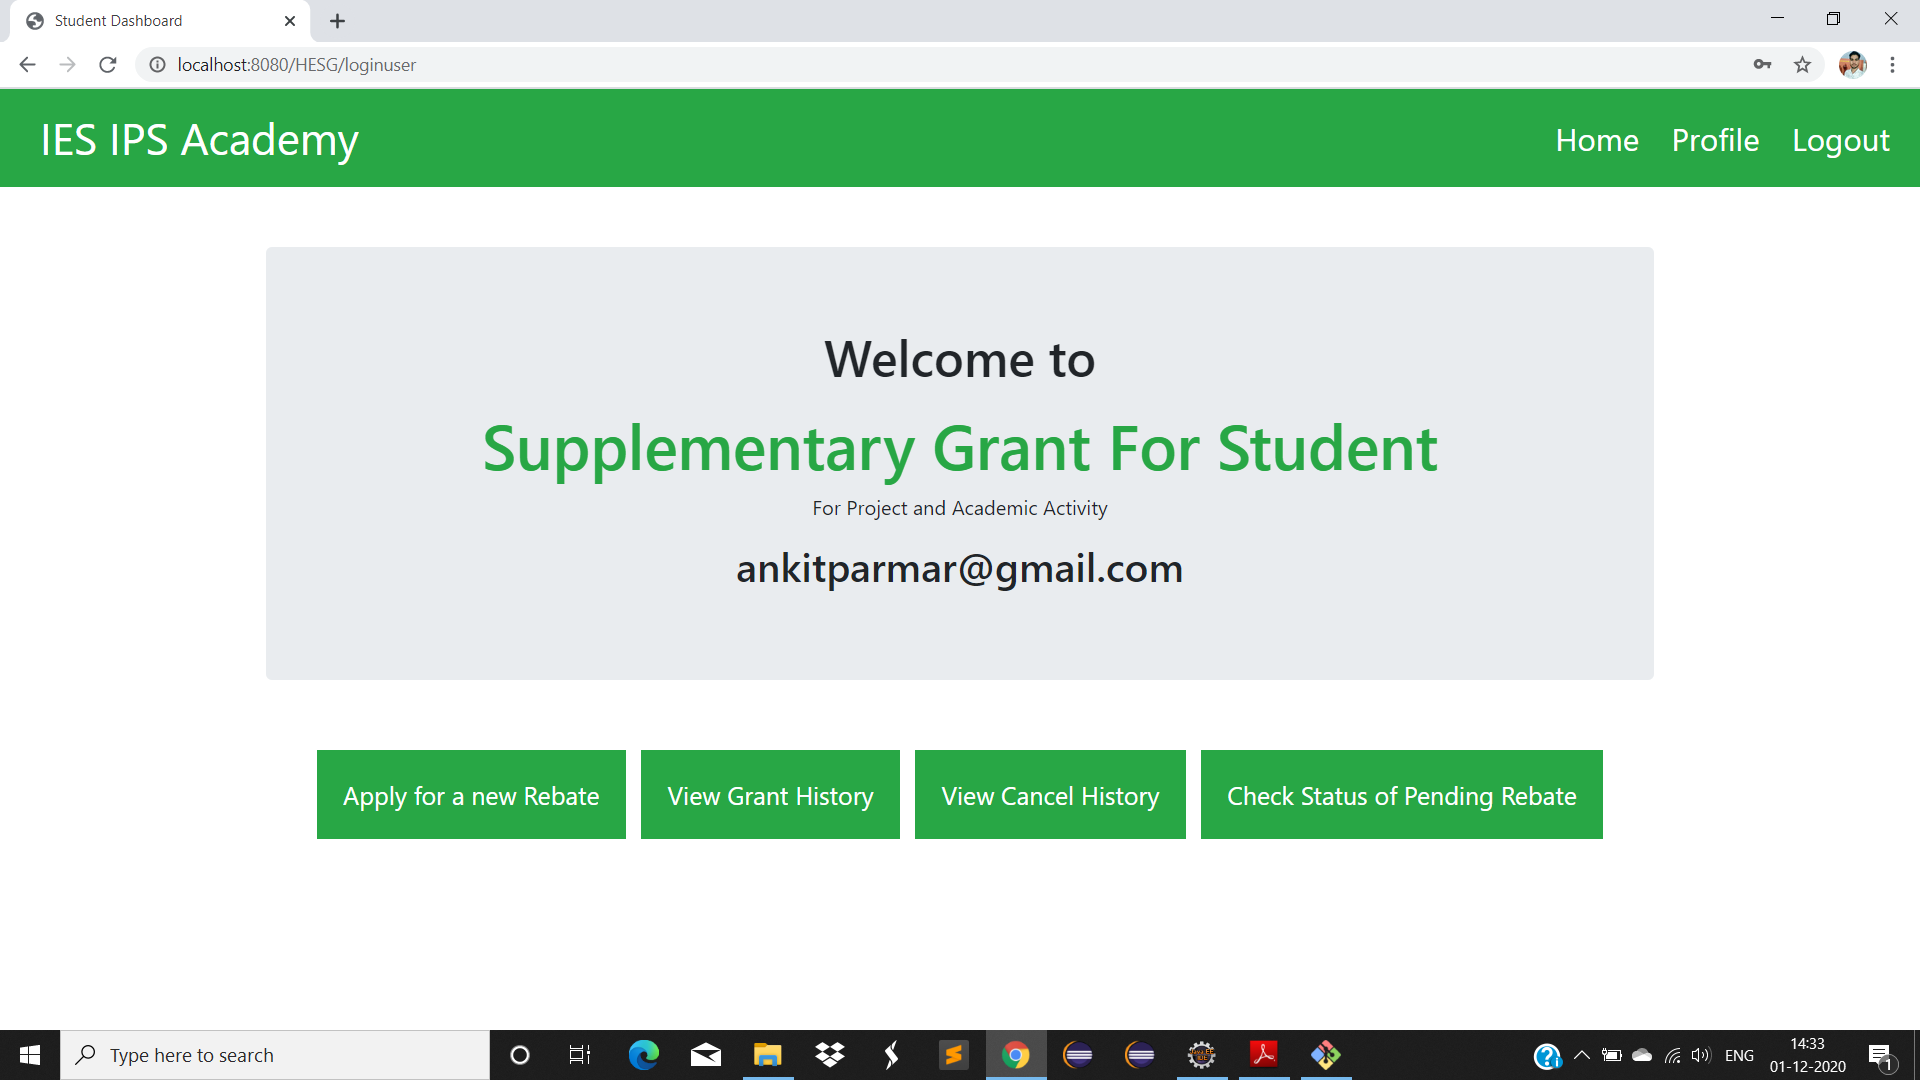 Student Dashboard
localhost:8080/HESG/loginuser
IES IPS Academy
Home Profile Logout
Welcome to
Supplementary Grant For Student
For Project and Academic Activity
ankitparmar@gmail.com
Apply for a new Rebate View Grant History View Cancel History Check Status of Pending Rebate
Type here to search
ENG
14:33
01-12-2020
1